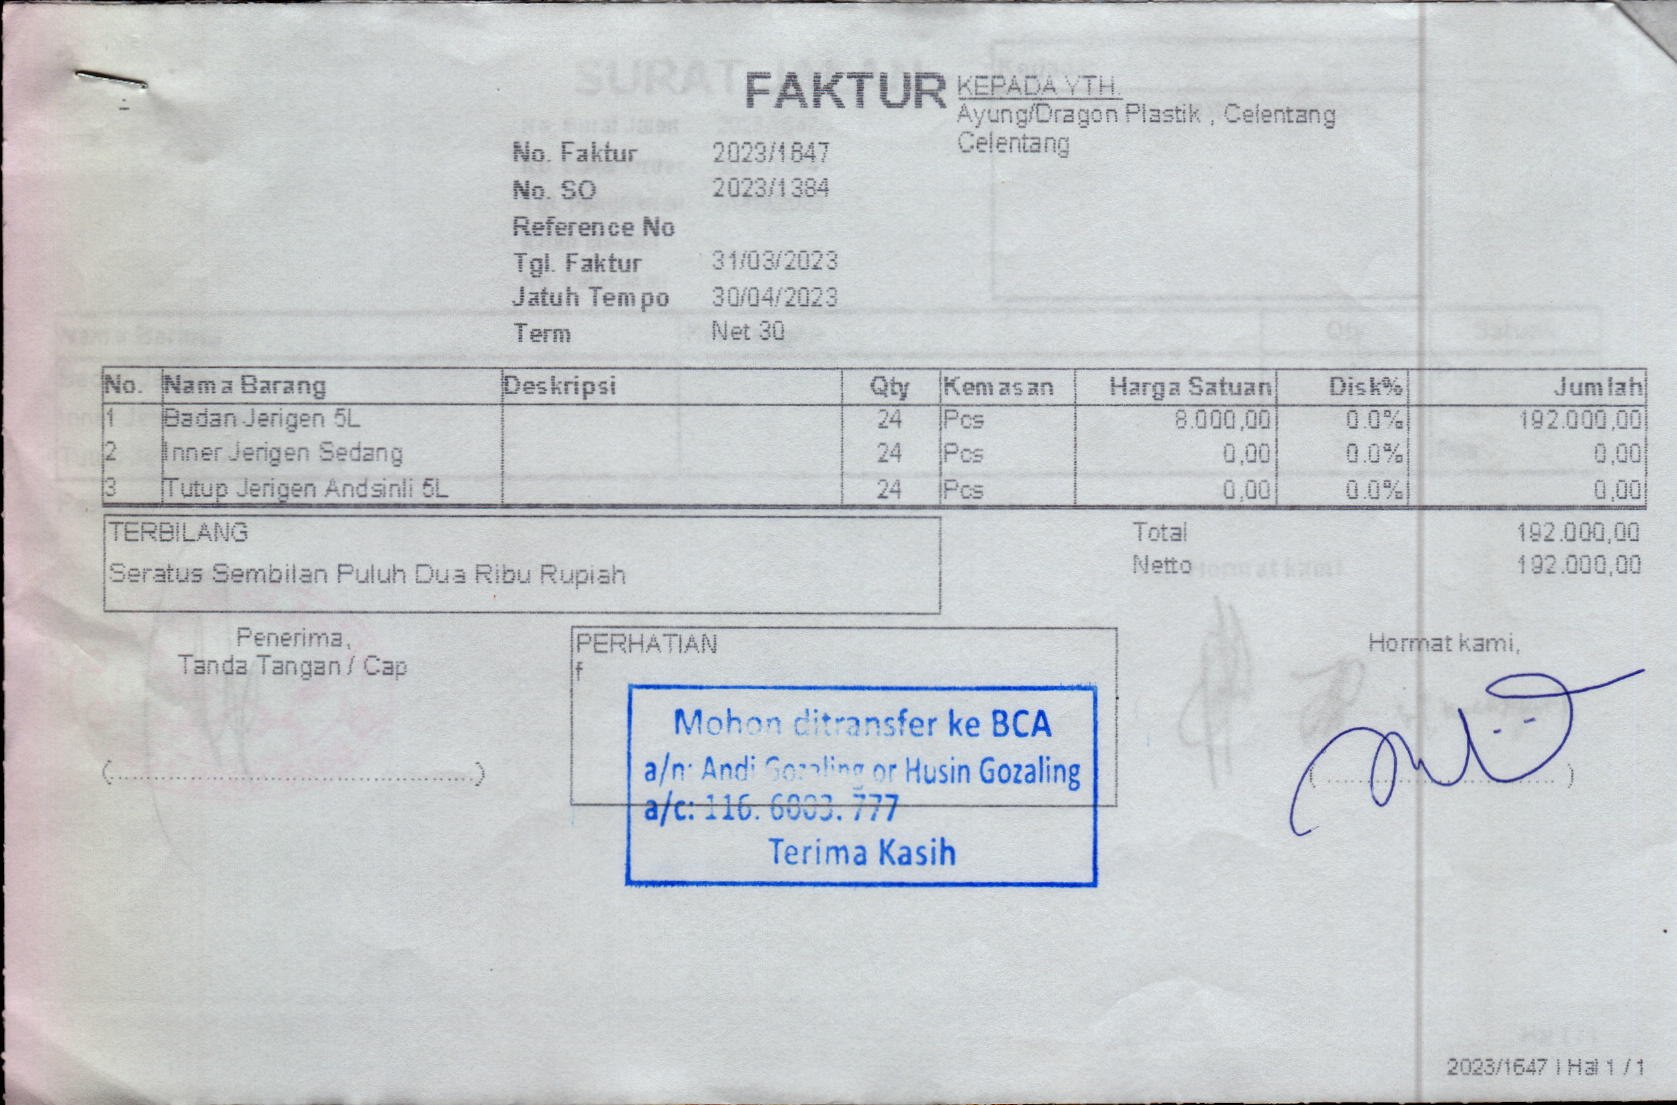 FAKTUR
KEPADA YTH.
Ayung/Dragon Plastik , Celentang
Celentang
No. Faktur 2023/1647
No. SO 2023/1384
Reference No
Tgl. Faktur 31/03/2023
Jatuh Tempo 30/04/2023
Term Net 30
No. Nama Barang Deskripsi Qty Kemasan Harga Satuan Disk% Jumlah
1 Badan Jerigen 5L 24 Pcs 8.000,00 0.0% 192.000,00
2 Inner Jerigen Sedang 24 Pcs 0,00 0.0% 0,00
3 Tutup Jerigen Andsinli 5L 24 Pcs 0,00 0.0% 0,00
TERBILANG
Seratus Sembilan Puluh Dua Ribu Rupiah
Total 192.000,00
Netto 192.000,00
Penerima,
Tanda Tangan / Cap
(................................................)
PERHATIAN
f
Mohon ditransfer ke BCA
a/n: Andi Gozaling or Husin Gozaling
a/c: 116. 6003. 777
Terima Kasih
Hormat kami,
2023/1647 | Hal 1 / 1